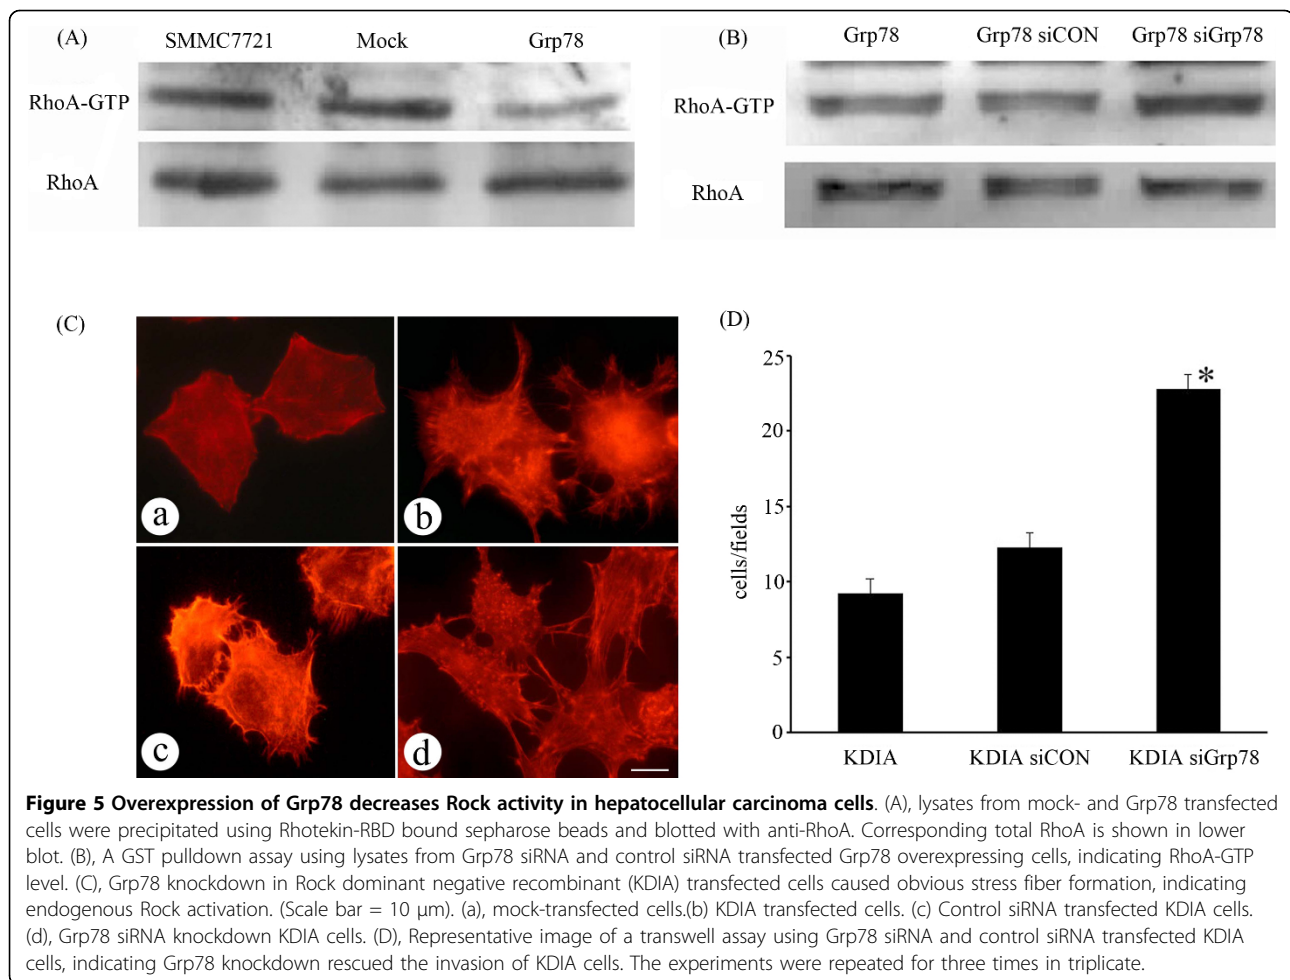 (A)
SMMC7721 Mock Grp78
RhoA-GTP
RhoA
(B)
Grp78 Grp78 siCON Grp78 siGrp78
RhoA-GTP
RhoA
(C)
a
b
c
d
(D)
25
20
15
10
5
0
cells/fields
*
KDIA KDIA siCON KDIA siGrp78
Figure 5 Overexpression of Grp78 decreases Rock activity in hepatocellular carcinoma cells. (A), lysates from mock- and Grp78 transfected
cells were precipitated using Rhotekin-RBD bound sepharose beads and blotted with anti-RhoA. Corresponding total RhoA is shown in lower
blot. (B), A GST pulldown assay using lysates from Grp78 siRNA and control siRNA transfected Grp78 overexpressing cells, indicating RhoA-GTP
level. (C), Grp78 knockdown in Rock dominant negative recombinant (KDIA) transfected cells caused obvious stress fiber formation, indicating
endogenous Rock activation. (Scale bar = 10 μm). (a), mock-transfected cells.(b) KDIA transfected cells. (c) Control siRNA transfected KDIA cells.
(d), Grp78 siRNA knockdown KDIA cells. (D), Representative image of a transwell assay using Grp78 siRNA and control siRNA transfected KDIA
cells, indicating Grp78 knockdown rescued the invasion of KDIA cells. The experiments were repeated for three times in triplicate.